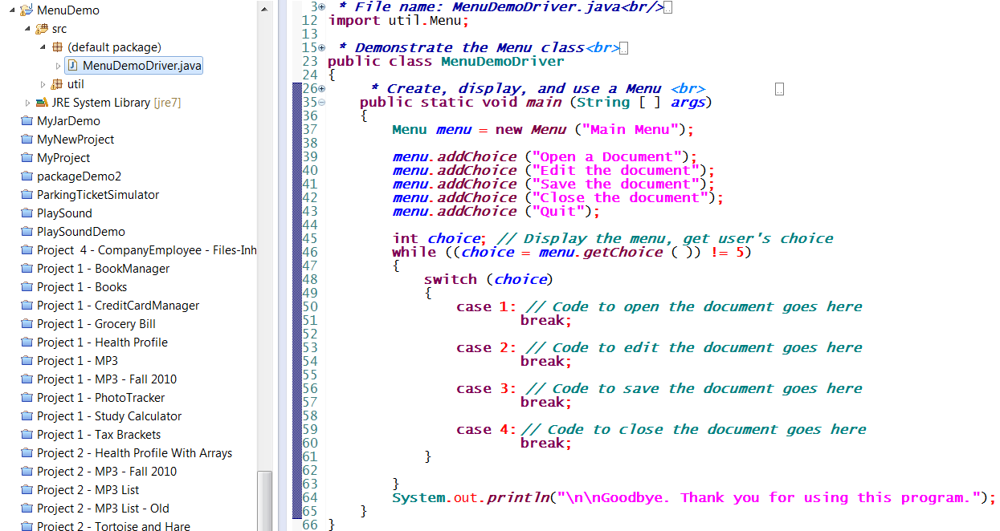 MenuDemo
src
(default package)
MenuDemoDriver.java
util
JRE System Library [jre7]
MyJarDemo
MyNewProject
MyProject
packageDemo2
ParkingTicketSimulator
PlaySound
PlaySoundDemo
Project  4 - CompanyEmployee - Files-Inh
Project 1 - BookManager
Project 1 - Books
Project 1 - CreditCardManager
Project 1 - Grocery Bill
Project 1 - Health Profile
Project 1 - MP3
Project 1 - MP3 - Fall 2010
Project 1 - PhotoTracker
Project 1 - Study Calculator
Project 1 - Tax Brackets
Project 2 - Health Profile With Arrays
Project 2 - MP3 - Fall 2010
Project 2 - MP3 List
Project 2 - MP3 List - Old
Project 2 - Tortoise and Hare
3 * File name: MenuDemoDriver.java<br/>
12 import util.Menu;
13
15 * Demonstrate the Menu class<br>
23 public class MenuDemoDriver
24 {
26 * Create, display, and use a Menu <br>
35 public static void main (String [ ] args)
36 {
37 Menu menu = new Menu ("Main Menu");
38
39 menu.addChoice ("Open a Document");
40 menu.addChoice ("Edit the document");
41 menu.addChoice ("Save the document");
42 menu.addChoice ("Close the document");
43 menu.addChoice ("Quit");
44
45 int choice; // Display the menu, get user's choice
46 while ((choice = menu.getChoice ( )) != 5)
47 {
48 switch (choice)
49 {
50 case 1: // Code to open the document goes here
51 break;
52
53 case 2: // Code to edit the document goes here
54 break;
55
56 case 3: // Code to save the document goes here
57 break;
58
59 case 4: // Code to close the document goes here
60 break;
61 }
62
63 }
64 System.out.println("\n\nGoodbye. Thank you for using this program.");
65 }
66 }